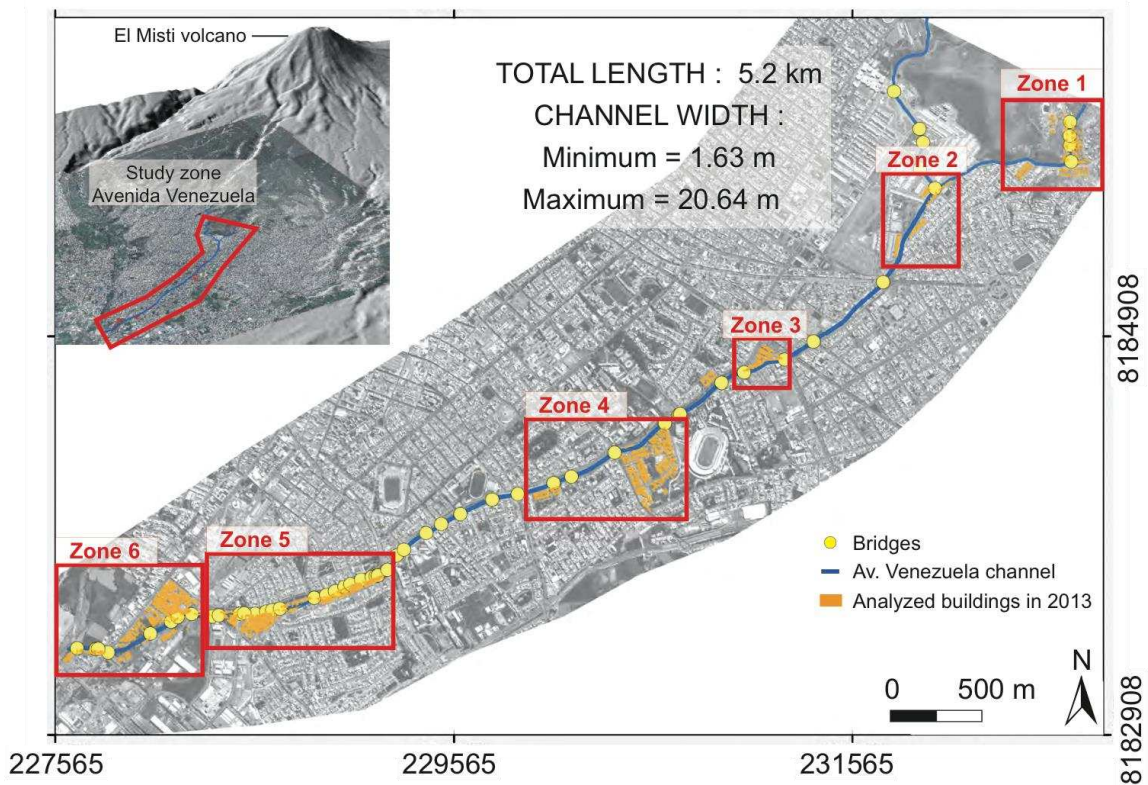 El Misti volcano
Study zone
Avenida Venezuela
TOTAL LENGTH : 5.2 km
CHANNEL WIDTH :
Minimum = 1.63 m
Maximum = 20.64 m
Zone 1
Zone 2
Zone 3
Zone 4
Zone 5
Zone 6
Bridges
Av. Venezuela channel
Analyzed buildings in 2013
0 500 m
N
8184908
8182908
227565
229565
231565